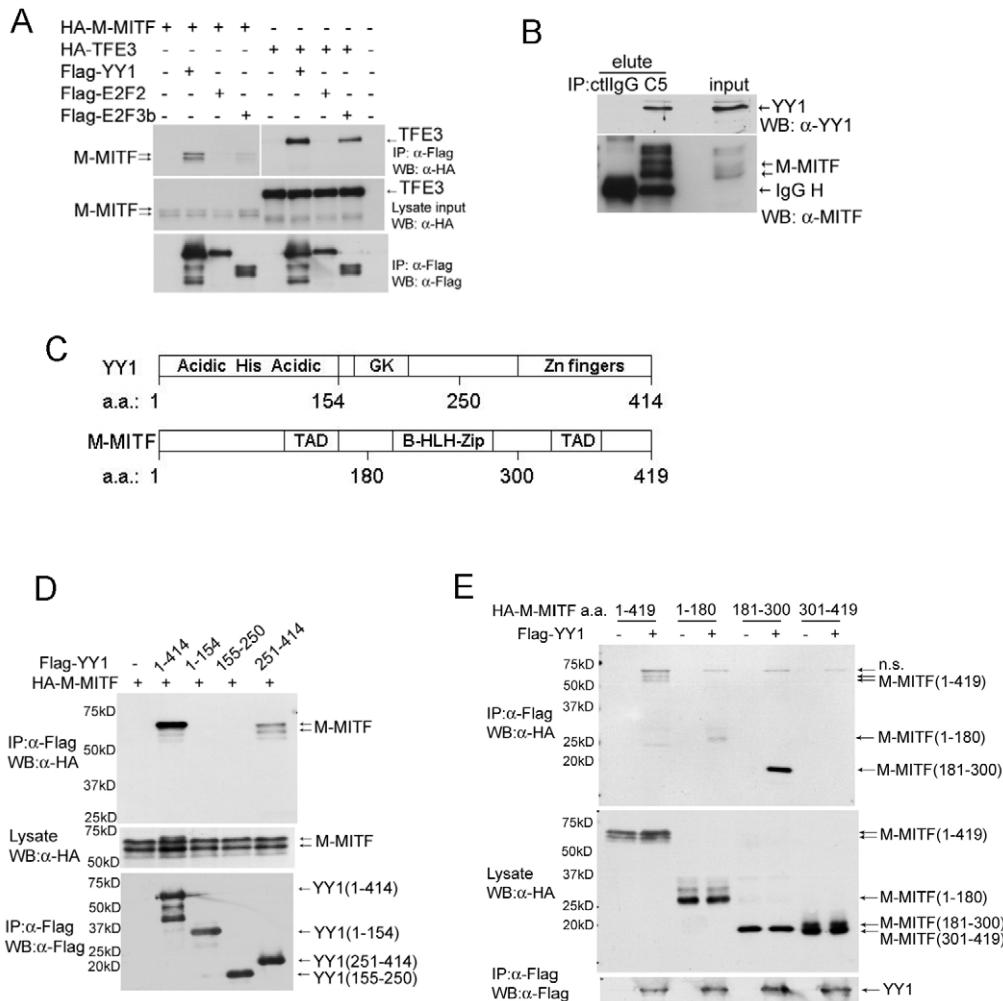 A
HA-M-MITF + + + + - - - - -
HA-TFE3 - - - - + + + + -
Flag-YY1 - + - - - + - - -
Flag-E2F2 - - + - - - + - -
Flag-E2F3b - - - + - - - + -
M-MITF
TFE3
IP: α-Flag
WB: α-HA
M-MITF
TFE3
Lysate input
WB: α-HA
IP: α-Flag
WB: α-Flag
B
elute
IP:ctlIgG C5 input
YY1
WB: α-YY1
M-MITF
IgG H
WB: α-MITF
C
YY1 Acidic His Acidic GK Zn fingers
a.a.: 1 154 250 414
M-MITF TAD B-HLH-Zip TAD
a.a.: 1 180 300 419
D
Flag-YY1 - 1-414 1-154 155-250 251-414
HA-M-MITF + + + + +
75kD
50kD
37kD
25kD
IP:α-Flag
WB:α-HA
M-MITF
Lysate
WB:α-HA
75kD
50kD
M-MITF
75kD
50kD
37kD
25kD
20kD
IP:α-Flag
WB:α-Flag
YY1(1-414)
YY1(1-154)
YY1(251-414)
YY1(155-250)
E
HA-M-MITF a.a. 1-419 1-180 181-300 301-419
Flag-YY1 - + - + - + - +
75kD
50kD
37kD
25kD
20kD
IP:α-Flag
WB:α-HA
n.s.
M-MITF(1-419)
M-MITF(1-180)
M-MITF(181-300)
75kD
50kD
37kD
25kD
20kD
Lysate
WB:α-HA
M-MITF(1-419)
M-MITF(1-180)
M-MITF(181-300)
M-MITF(301-419)
IP:α-Flag
WB:α-Flag
YY1